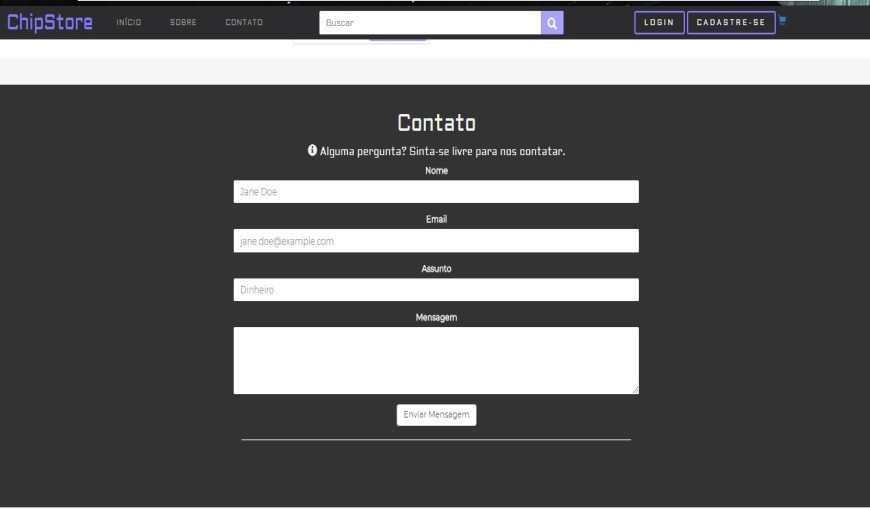 ChipStore INÍCIO SOBRE CONTATO Buscar LOGIN CADASTRE-SE
Contato
Alguma pergunta? Sinta-se livre para nos contatar.
Nome
Jane Doe
Email
jane.doe@example.com
Assunto
Dinheiro
Mensagem
Enviar Mensagem